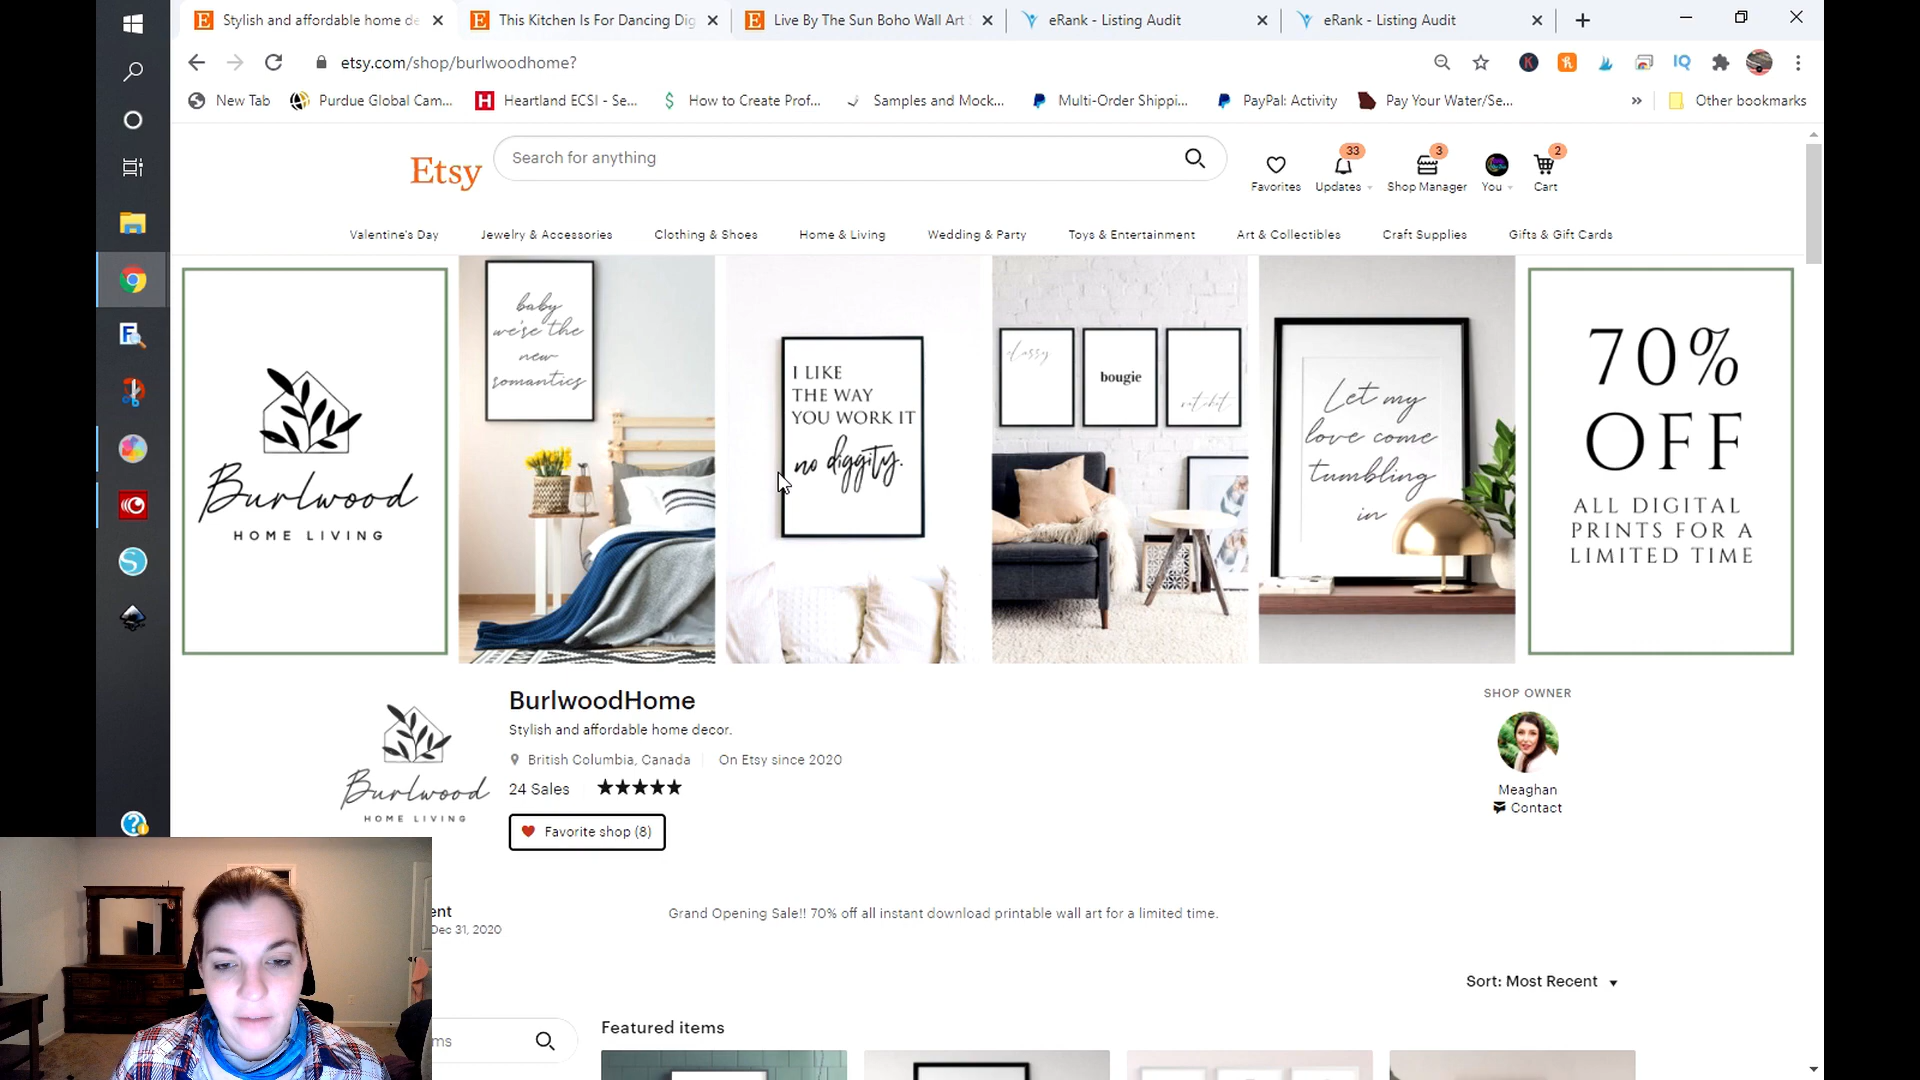 Stylish and affordable home de
This Kitchen Is For Dancing Dig
Live By The Sun Boho Wall Art
eRank - Listing Audit
eRank - Listing Audit
etsy.com/shop/burlwoodhome?
New Tab
Purdue Global Cam...
Heartland ECSI - Se...
How to Create Prof...
Samples and Mock...
Multi-Order Shippi...
PayPal: Activity
Pay Your Water/Se...
Other bookmarks
Etsy
Search for anything
33
3
2
Favorites
Updates
Shop Manager
You
Cart
Valentine's Day
Jewelry & Accessories
Clothing & Shoes
Home & Living
Wedding & Party
Toys & Entertainment
Art & Collectibles
Craft Supplies
Gifts & Gift Cards
Burlwood
HOME LIVING
baby
we're the
new
romantics
I LIKE
THE WAY
YOU WORK IT
no diggity.
classy
bougie
ratchet
Let my
love come
tumbling
in
70%
OFF
ALL DIGITAL
PRINTS FOR A
LIMITED TIME
Burlwood
HOME LIVING
BurlwoodHome
Stylish and affordable home decor.
British Columbia, Canada
On Etsy since 2020
24 Sales
Favorite shop (8)
SHOP OWNER
Meaghan
Contact
ent
Dec 31, 2020
Grand Opening Sale!! 70% off all instant download printable wall art for a limited time.
Sort: Most Recent
ms
Featured items